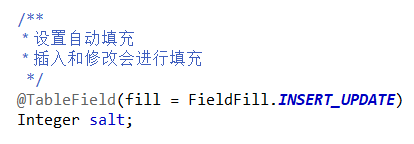 /**
* 设置自动填充
* 插入和修改会进行填充
*/
@TableField(fill = FieldFill.INSERT_UPDATE)
Integer salt;